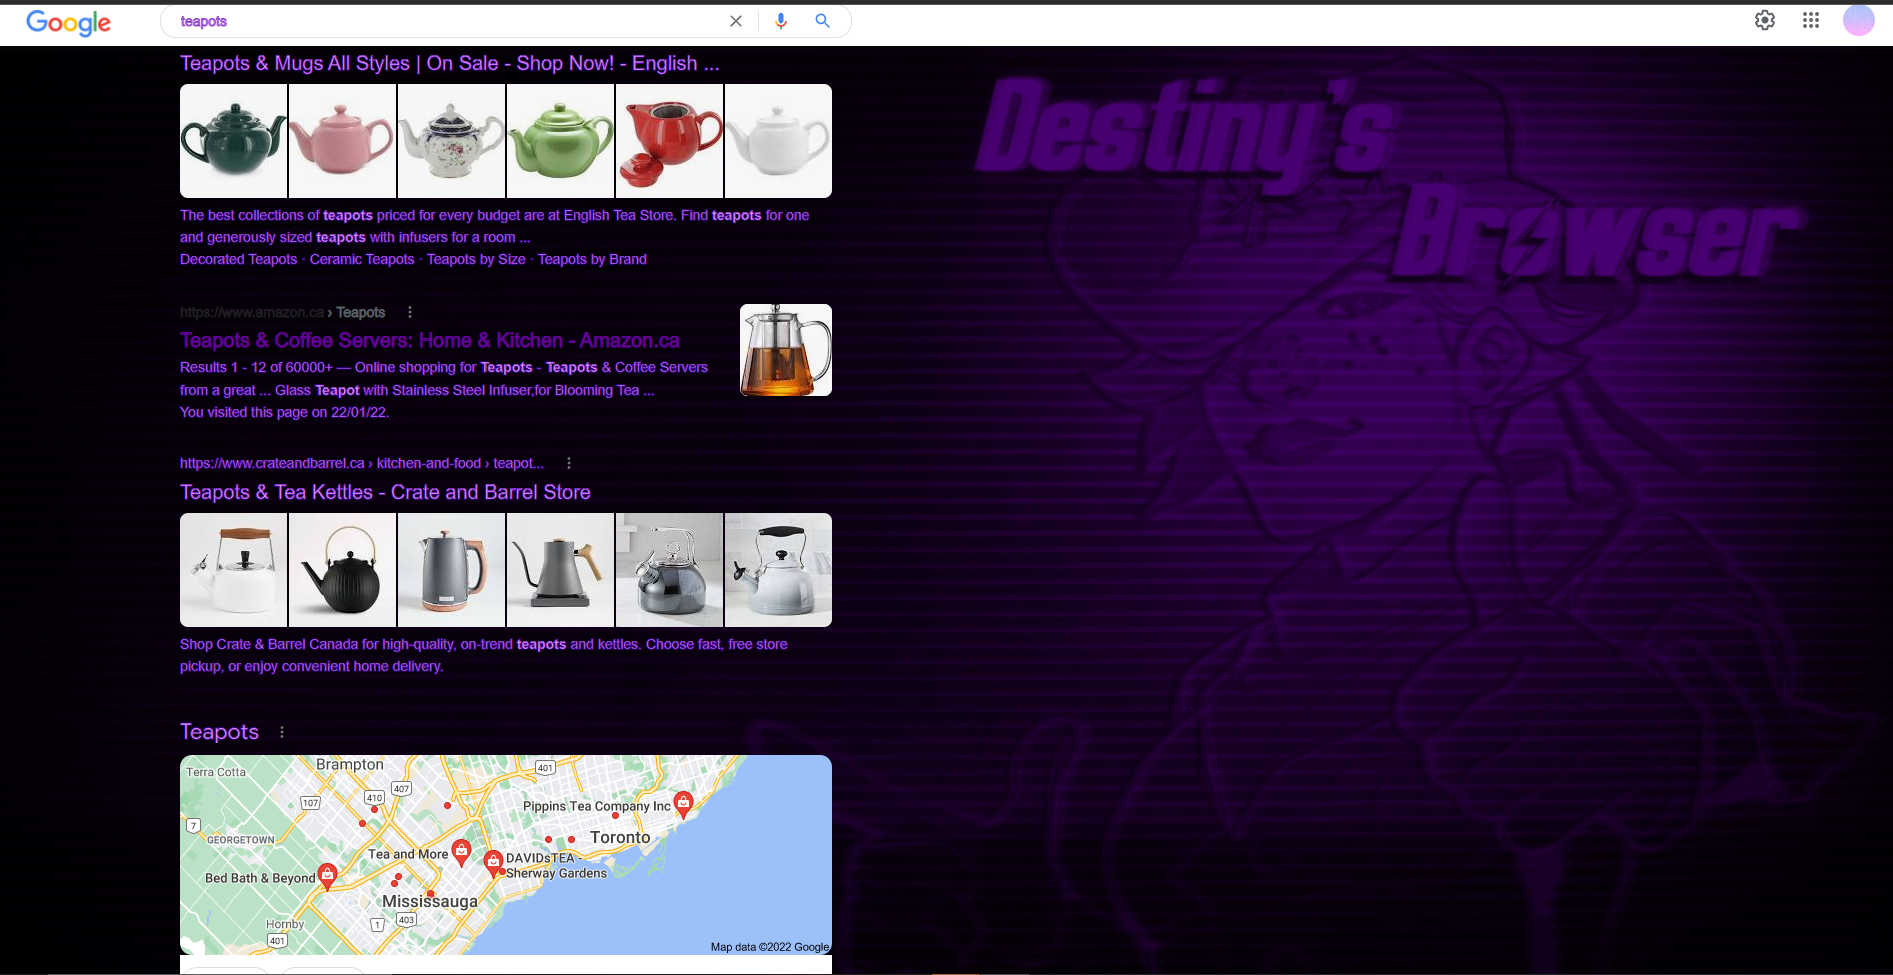 Google
teapots
Destiny's
Browser
Teapots & Mugs All Styles | On Sale - Shop Now! - English ...
The best collections of teapots priced for every budget are at English Tea Store. Find teapots for one
and generously sized teapots with infusers for a room ...
Decorated Teapots · Ceramic Teapots · Teapots by Size · Teapots by Brand
https://www.amazon.ca › Teapots
Teapots & Coffee Servers: Home & Kitchen - Amazon.ca
Results 1 - 12 of 60000+ — Online shopping for Teapots - Teapots & Coffee Servers
from a great ... Glass Teapot with Stainless Steel Infuser,for Blooming Tea ...
You visited this page on 22/01/22.
https://www.crateandbarrel.ca › kitchen-and-food › teapot...
Teapots & Tea Kettles - Crate and Barrel Store
Shop Crate & Barrel Canada for high-quality, on-trend teapots and kettles. Choose fast, free store
pickup, or enjoy convenient home delivery.
Teapots
Brampton
401
Terra Cotta
407
410
107
Pippins Tea Company Inc
7
GEORGETOWN
Toronto
Tea and More
DAVIDsTEA -
Sherway Gardens
Bed Bath & Beyond
Mississauga
403
Hornby
1
401
Map data ©2022 Google